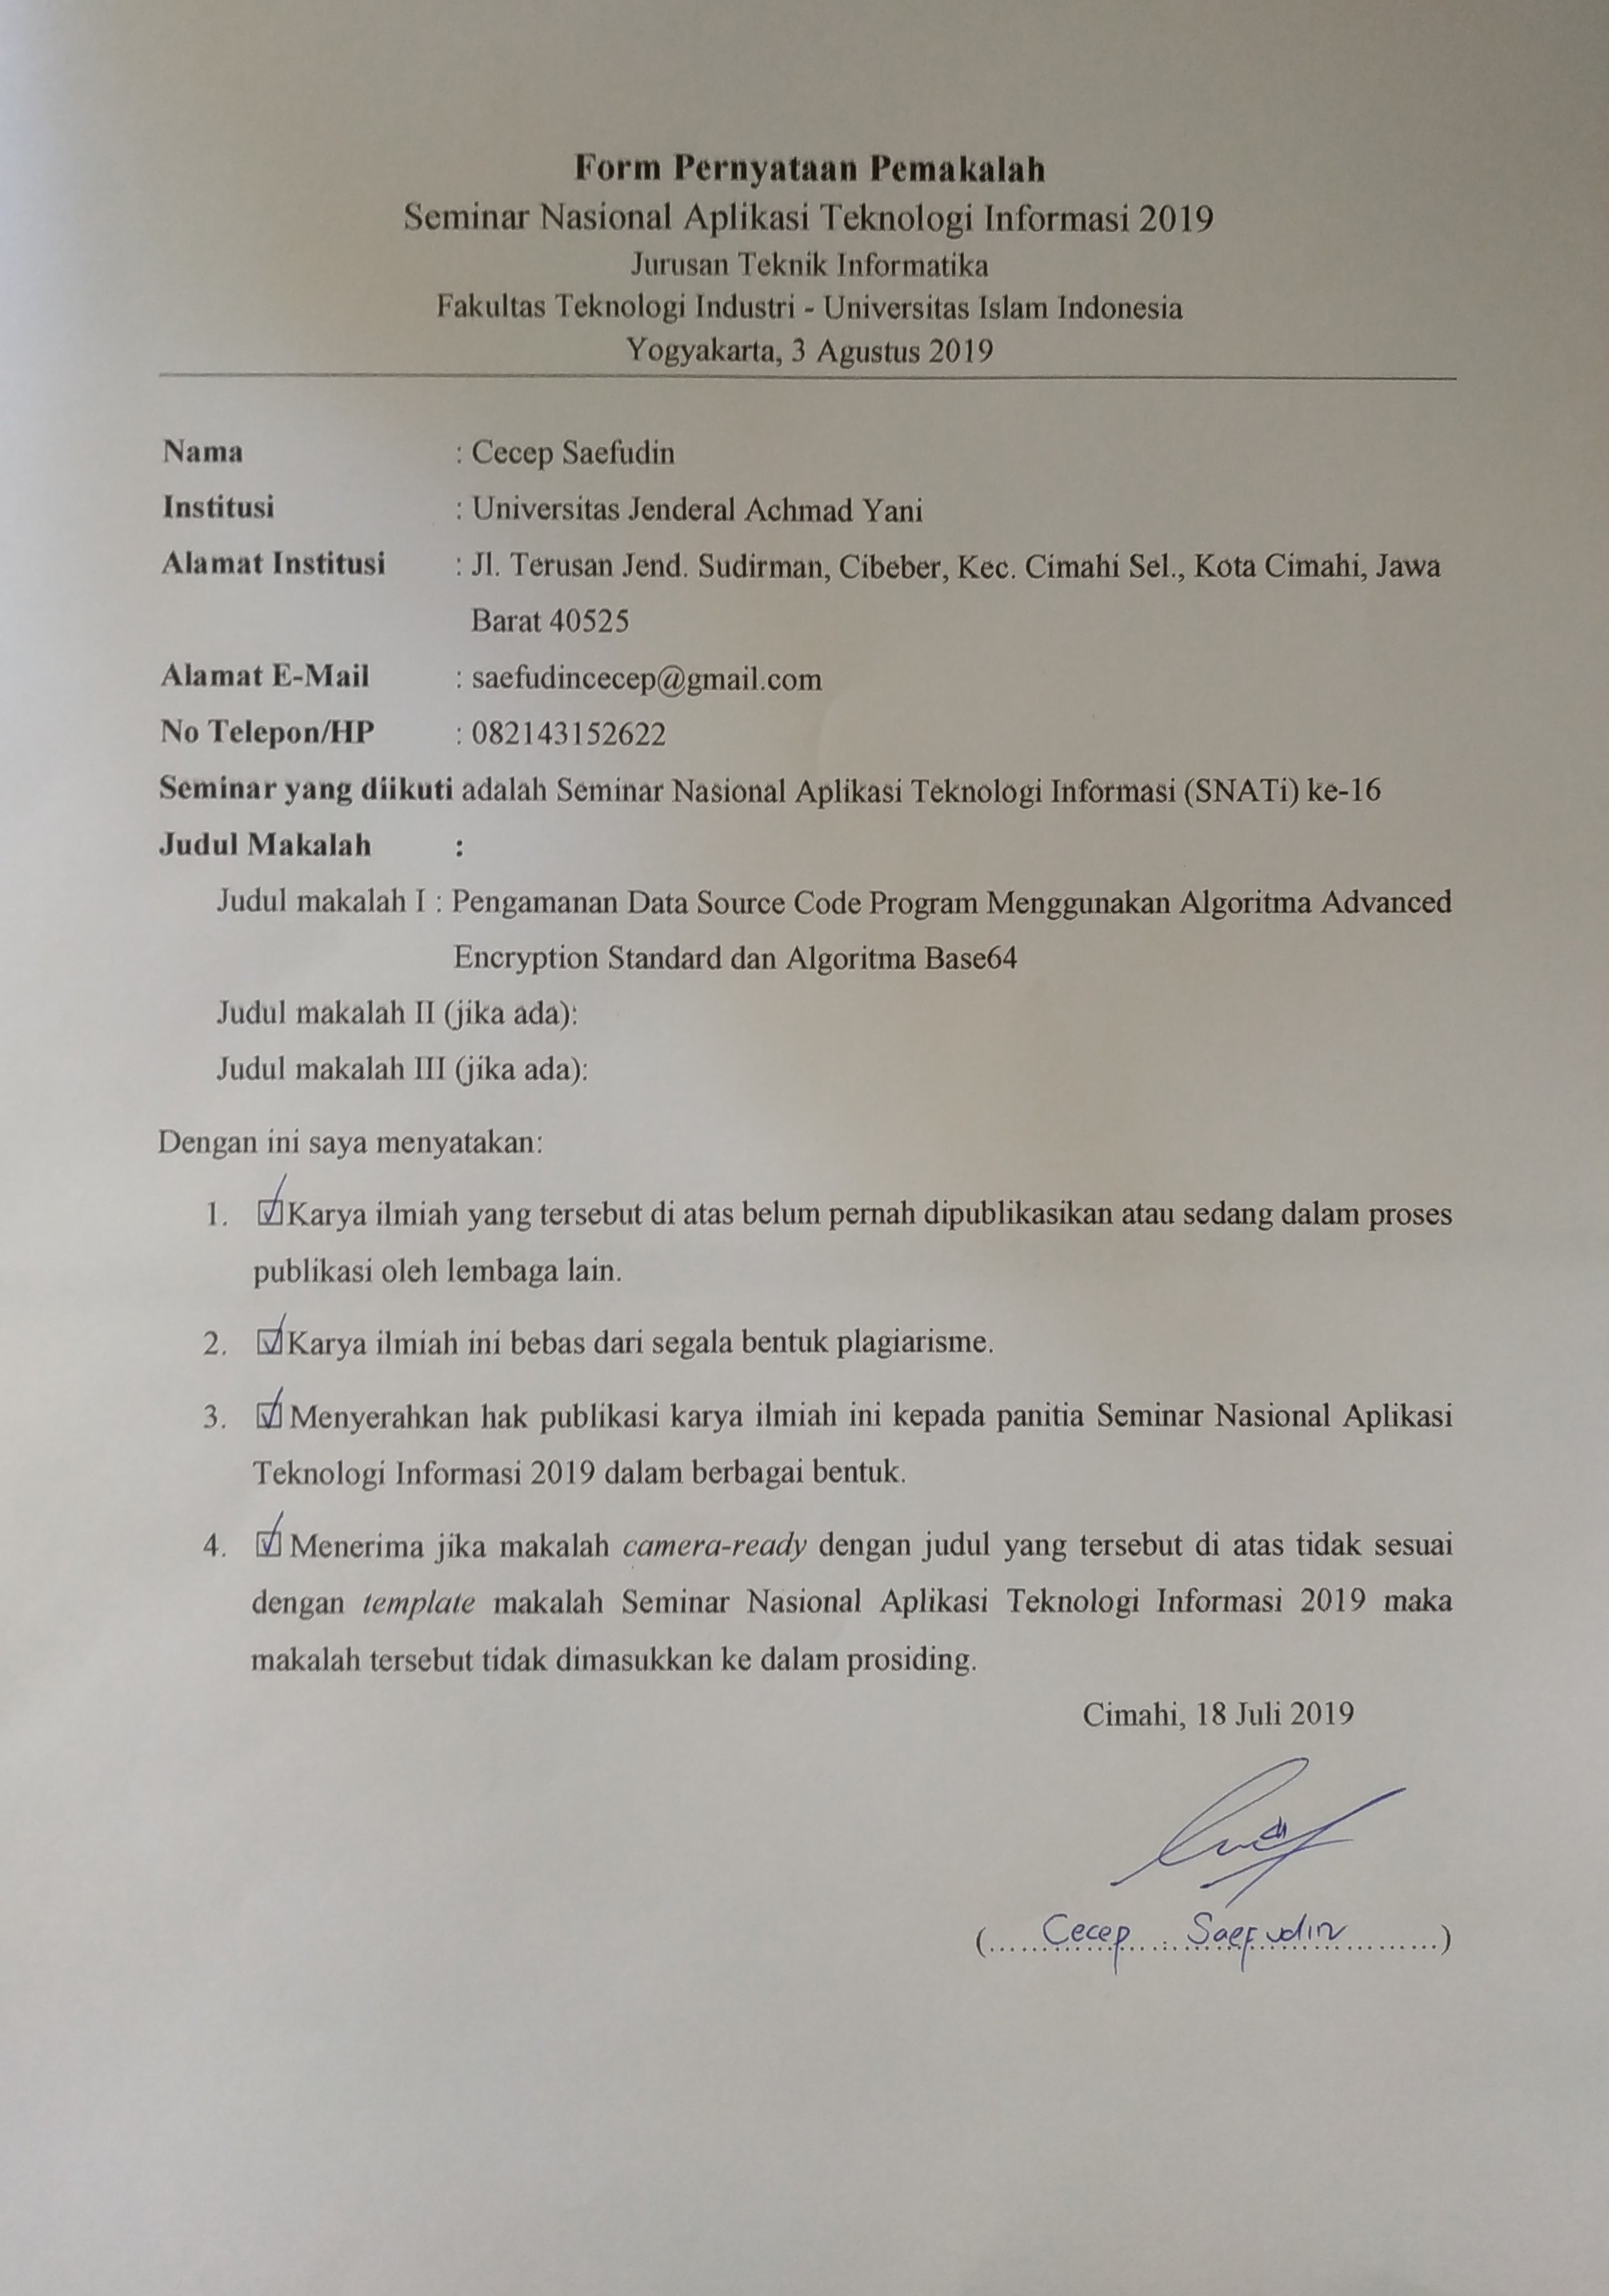 Form Pernyataan Pemakalah
Seminar Nasional Aplikasi Teknologi Informasi 2019
Jurusan Teknik Informatika
Fakultas Teknologi Industri - Universitas Islam Indonesia
Yogyakarta, 3 Agustus 2019
Nama : Cecep Saefudin
Institusi : Universitas Jenderal Achmad Yani
Alamat Institusi : Jl. Terusan Jend. Sudirman, Cibeber, Kec. Cimahi Sel., Kota Cimahi, Jawa
Barat 40525
Alamat E-Mail : saefudincecep@gmail.com
No Telepon/HP : 082143152622
Seminar yang diikuti adalah Seminar Nasional Aplikasi Teknologi Informasi (SNATi) ke-16
Judul Makalah :
Judul makalah I : Pengamanan Data Source Code Program Menggunakan Algoritma Advanced
Encryption Standard dan Algoritma Base64
Judul makalah II (jika ada):
Judul makalah III (jika ada):
Dengan ini saya menyatakan:
1. ☑ Karya ilmiah yang tersebut di atas belum pernah dipublikasikan atau sedang dalam proses
publikasi oleh lembaga lain.
2. ☑ Karya ilmiah ini bebas dari segala bentuk plagiarisme.
3. ☑ Menyerahkan hak publikasi karya ilmiah ini kepada panitia Seminar Nasional Aplikasi
Teknologi Informasi 2019 dalam berbagai bentuk.
4. ☑ Menerima jika makalah camera-ready dengan judul yang tersebut di atas tidak sesuai
dengan template makalah Seminar Nasional Aplikasi Teknologi Informasi 2019 maka
makalah tersebut tidak dimasukkan ke dalam prosiding.
Cimahi, 18 Juli 2019
(Cecep Saefudin)